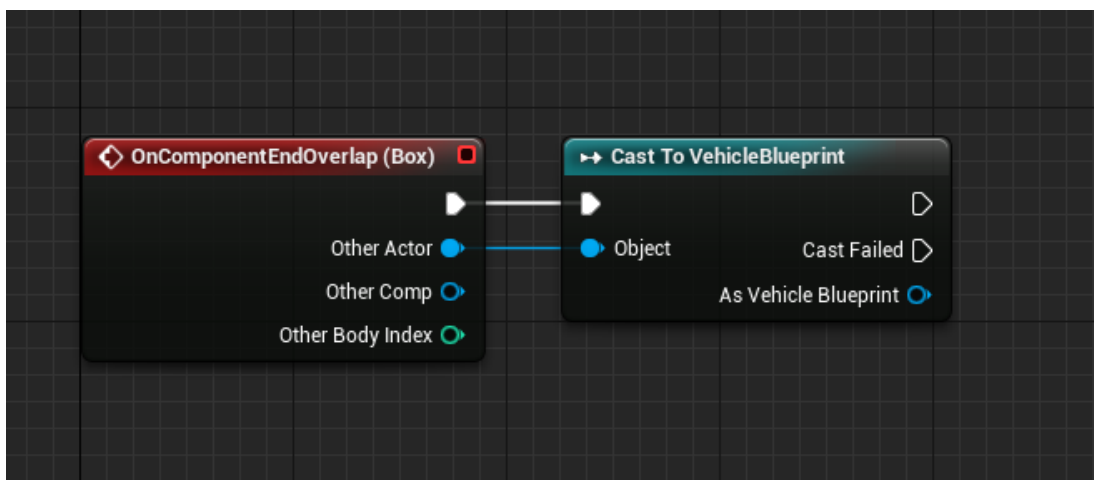 OnComponentEndOverlap (Box)
Other Actor
Other Comp
Other Body Index
Cast To VehicleBlueprint
Object
Cast Failed
As Vehicle Blueprint